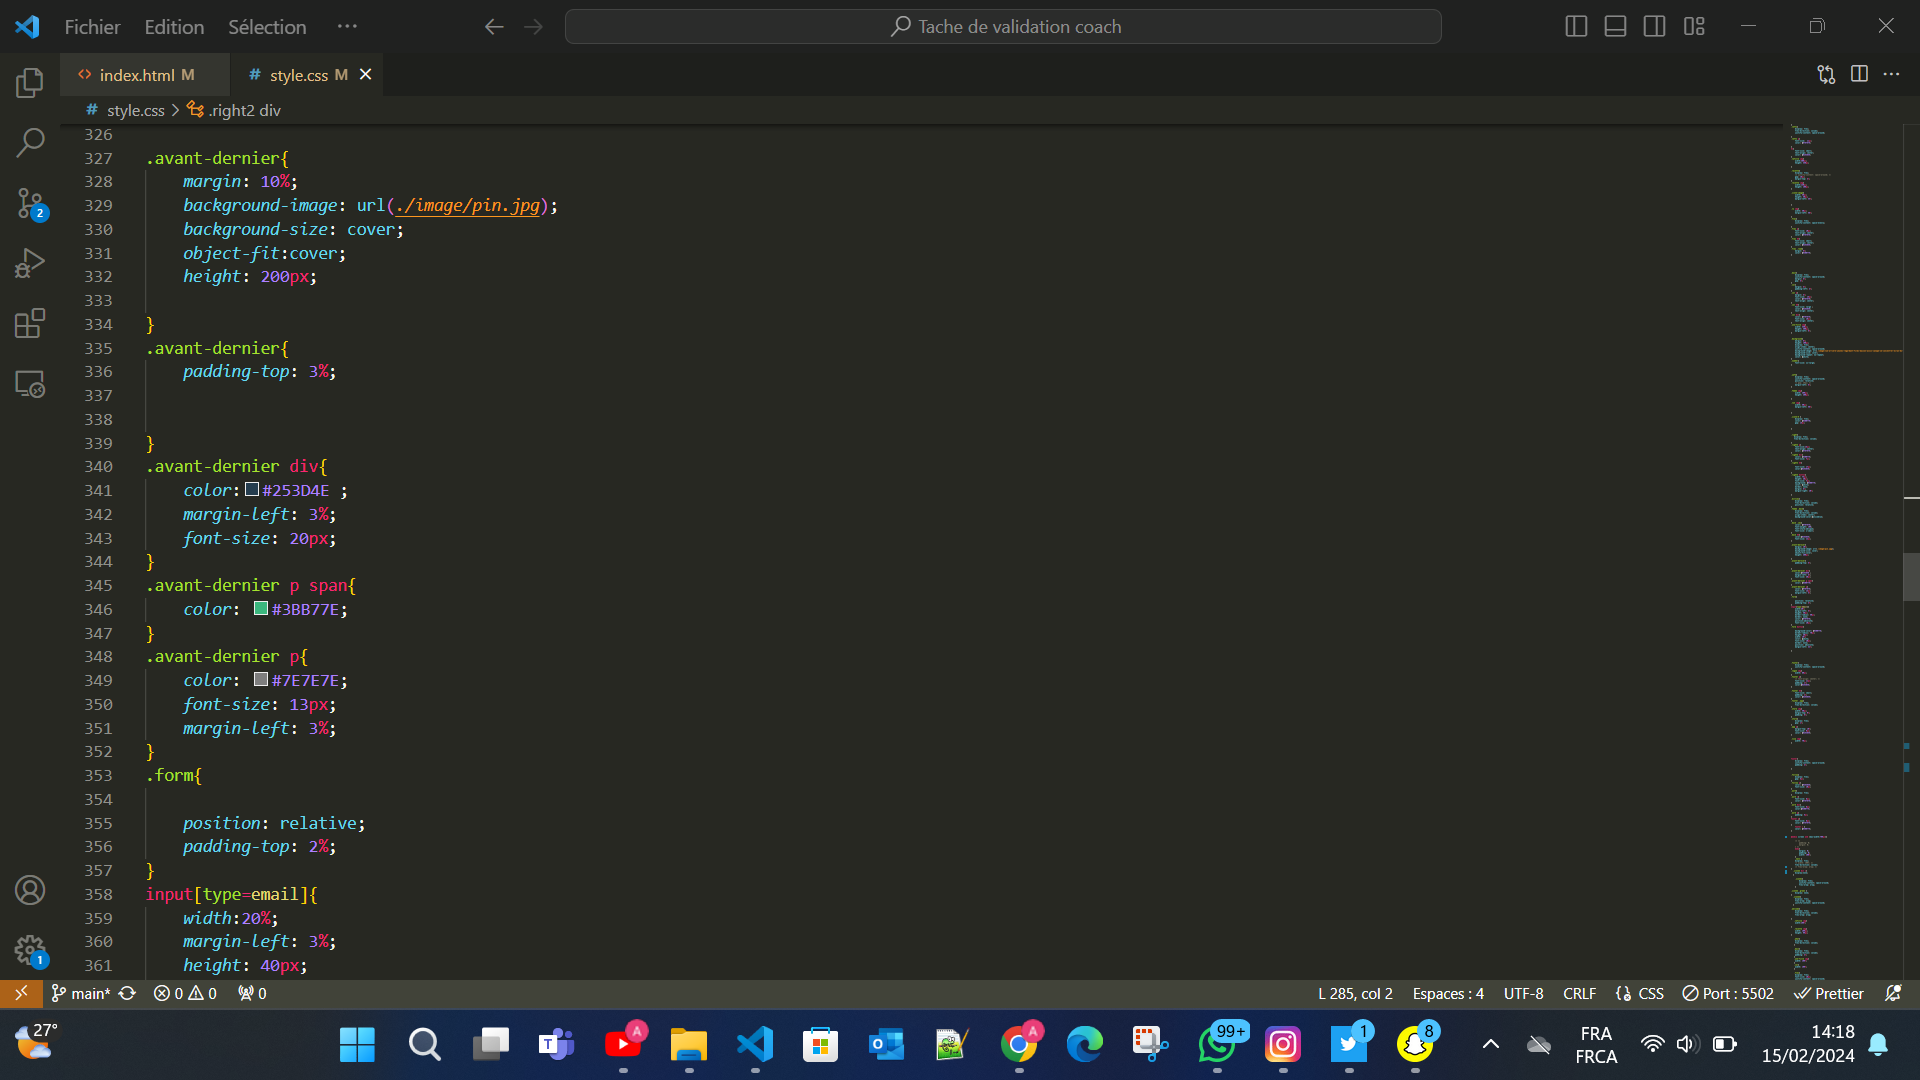 Fichier Edition Sélection ··· Tache de validation coach
index.html M # style.css M
# style.css > .right2 div
326
327 .avant-dernier{
328 margin: 10%;
329 background-image: url(./image/pin.jpg);
330 background-size: cover;
331 object-fit:cover;
332 height: 200px;
333
334 }
335 .avant-dernier{
336 padding-top: 3%;
337
338
339 }
340 .avant-dernier div{
341 color: #253D4E ;
342 margin-left: 3%;
343 font-size: 20px;
344 }
345 .avant-dernier p span{
346 color: #3BB77E;
347 }
348 .avant-dernier p{
349 color: #7E7E7E;
350 font-size: 13px;
351 margin-left: 3%;
352 }
353 .form{
354
355 position: relative;
356 padding-top: 2%;
357 }
358 input[type=email]{
359 width:20%;
360 margin-left: 3%;
361 height: 40px;
2
1
main* 0 0 0 L 285, col 2 Espaces : 4 UTF-8 CRLF CSS Port : 5502 Prettier
27° A A 99+ 1 8 FRA 14:18
FRCA 15/02/2024